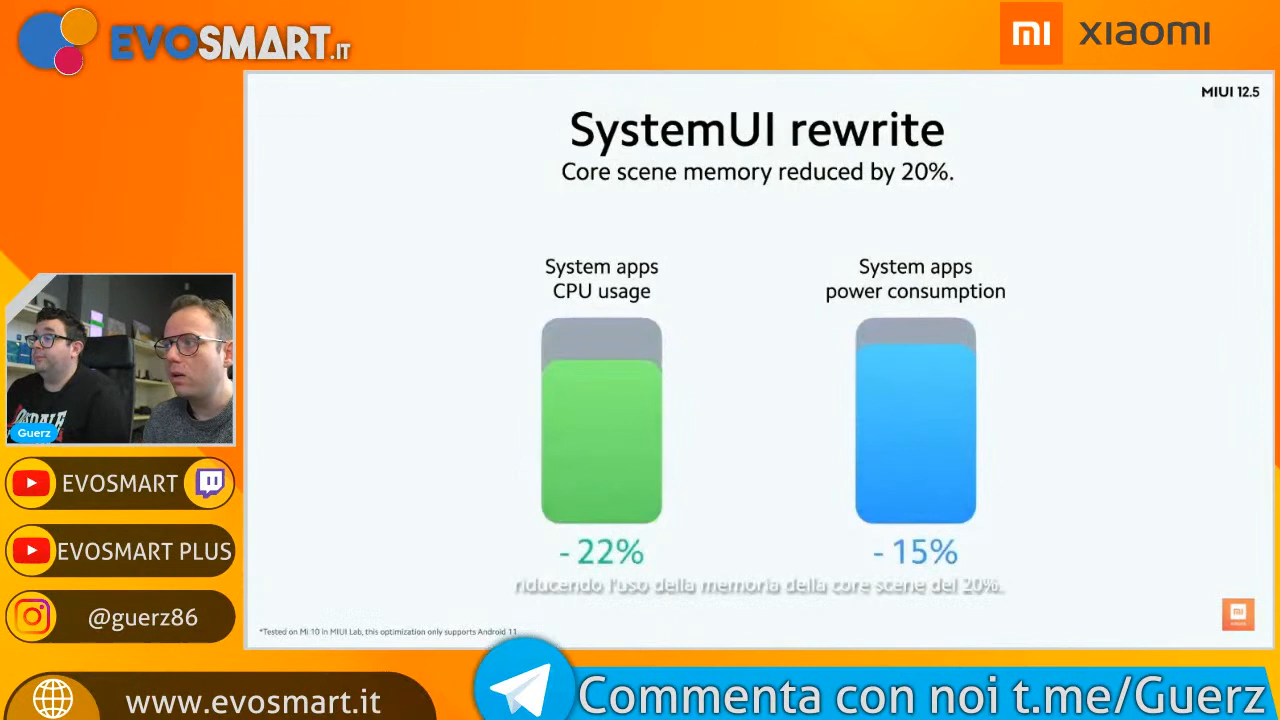 EVOSMART.IT
mi xiaomi
MIUI 12.5
SystemUI rewrite
Core scene memory reduced by 20%.
System apps
CPU usage
System apps
power consumption
- 22%
- 15%
riducendo l'uso della memoria della core scene del 20%.
*Tested on Mi 10 in MIUI Lab, this optimization only supports Android 11.
mi
Guerz
EVOSMART
EVOSMART PLUS
@guerz86
www.evosmart.it
Commenta con noi t.me/Guerz